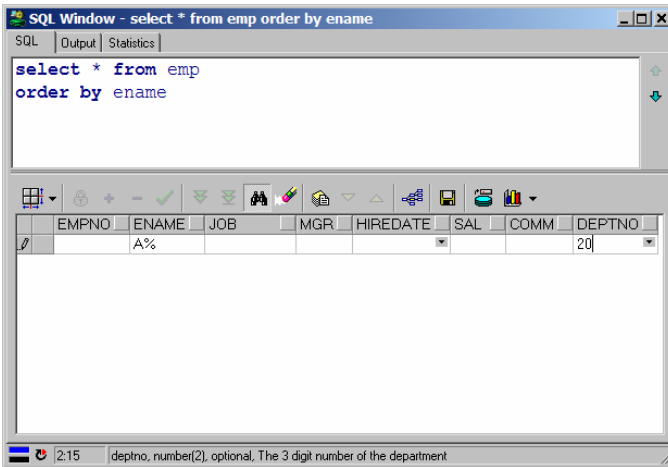 SQL Window - select * from emp order by ename
SQL Output Statistics
select * from emp
order by ename
EMPNO ENAME JOB MGR HIREDATE SAL COMM DEPTNO
A% 20
2:15 deptno, number(2), optional, The 3 digit number of the department